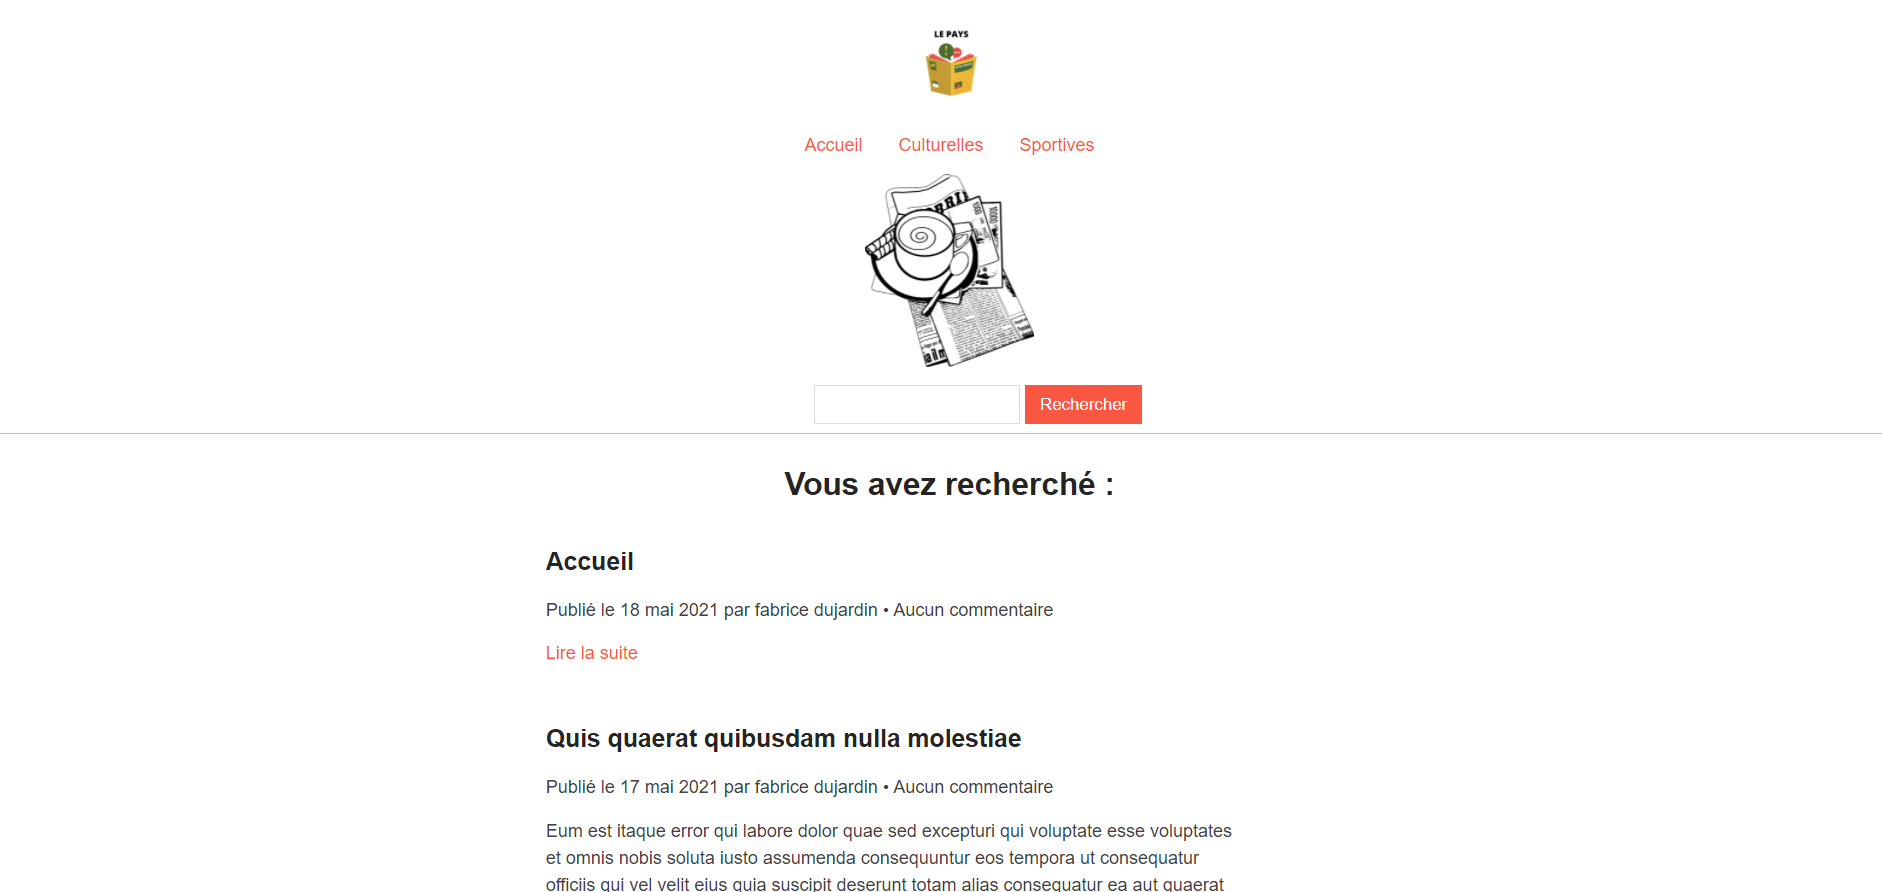 LE PAYS
Accueil Culturelles Sportives
Rechercher
Vous avez recherché :
Accueil
Publié le 18 mai 2021 par fabrice dujardin • Aucun commentaire
Lire la suite
Quis quaerat quibusdam nulla molestiae
Publié le 17 mai 2021 par fabrice dujardin • Aucun commentaire
Eum est itaque error qui labore dolor quae sed excepturi qui voluptate esse voluptates
et omnis nobis soluta iusto assumenda consequuntur eos tempora ut consequatur
officiis qui vel velit eius quia suscipit deserunt totam alias consequatur ea aut quaerat